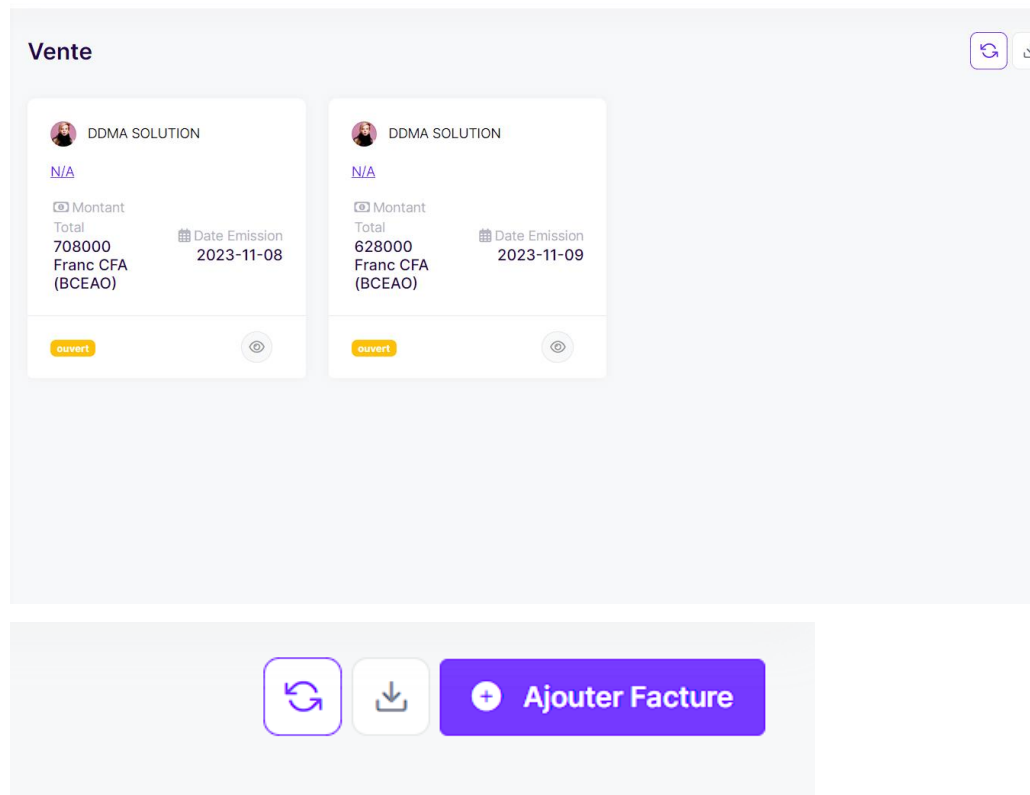 Vente
DDMA SOLUTION
N/A
Montant
Total
708000
Franc CFA
(BCEAO)
Date Emission
2023-11-08
ouvert
DDMA SOLUTION
N/A
Montant
Total
628000
Franc CFA
(BCEAO)
Date Emission
2023-11-09
ouvert
Ajouter Facture